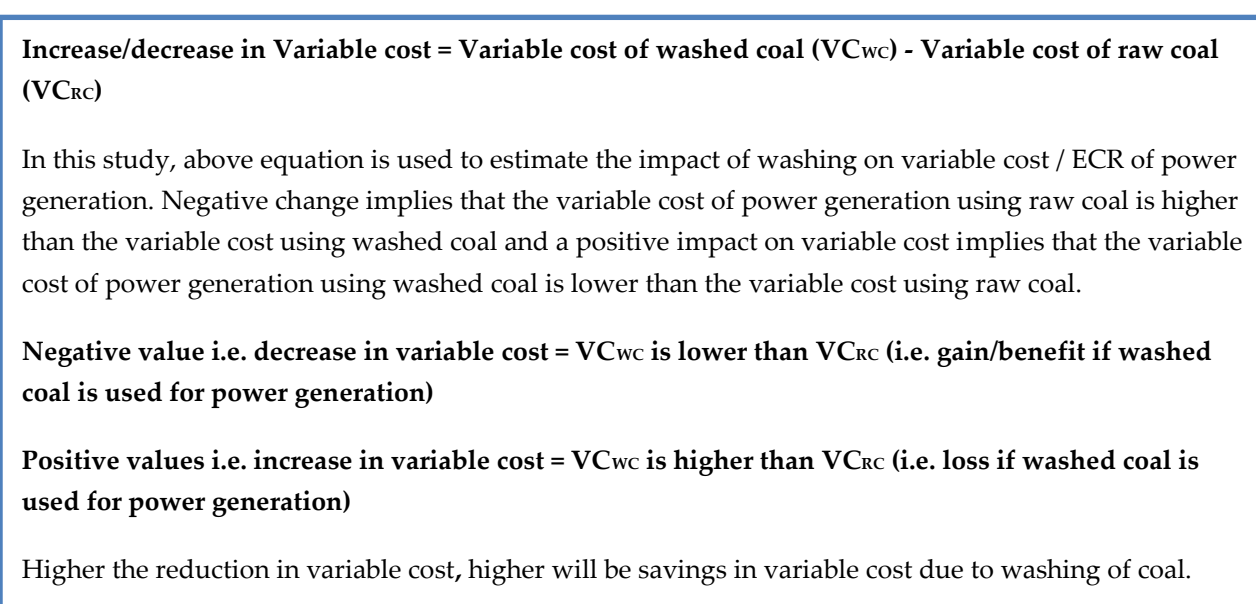 Increase/decrease in Variable cost = Variable cost of washed coal (VCWC) - Variable cost of raw coal
(VCRC)
In this study, above equation is used to estimate the impact of washing on variable cost / ECR of power
generation. Negative change implies that the variable cost of power generation using raw coal is higher
than the variable cost using washed coal and a positive impact on variable cost implies that the variable
cost of power generation using washed coal is lower than the variable cost using raw coal.
Negative value i.e. decrease in variable cost = VCWC is lower than VCRC (i.e. gain/benefit if washed
coal is used for power generation)
Positive values i.e. increase in variable cost = VCWC is higher than VCRC (i.e. loss if washed coal is
used for power generation)
Higher the reduction in variable cost, higher will be savings in variable cost due to washing of coal.